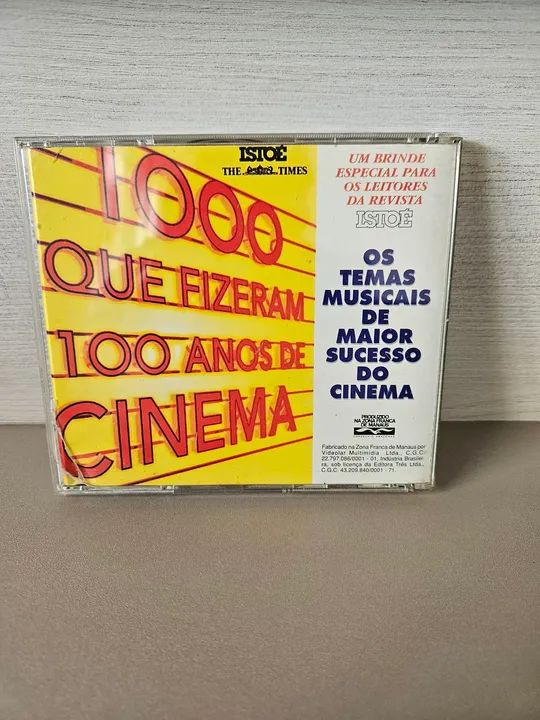 ISTOÉ
THE TIMES
1000
QUE FIZERAM
100 ANOS DE
CINEMA
UM BRINDE
ESPECIAL PARA
OS LEITORES
DA REVISTA
ISTOÉ
OS
TEMAS
MUSICAIS
DE
MAIOR
SUCESSO
DO
CINEMA
PRODUZIDO
NA ZONA FRANCA
DE MANAUS
Fabricado na Zona Franca de Manaus por
Videolar Multimídia Ltda., C.G.C.
22.797.086/0001 - 01, Indústria Brasilei-
ra, sob licença da Editora Três Ltda.,
C.G.C. 43.209.840/0001 - 71.